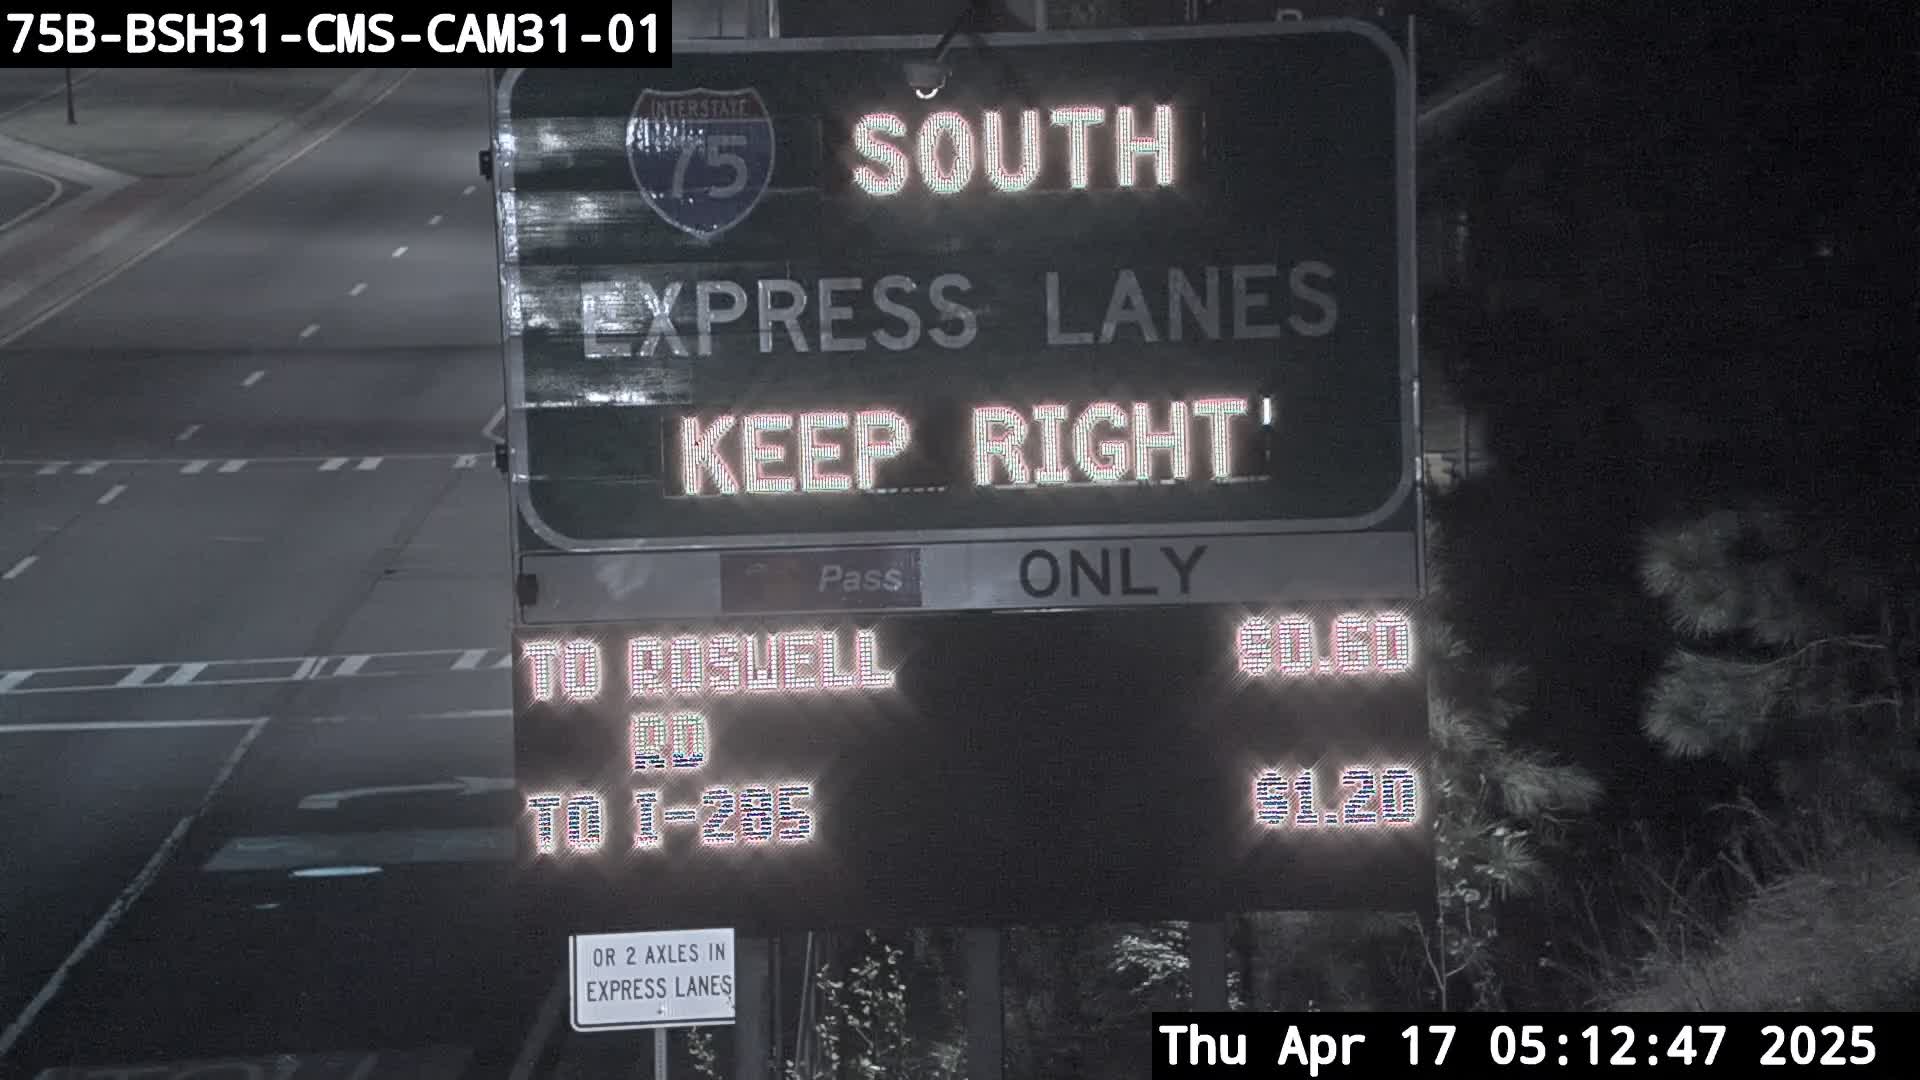 75B-BSH31-CMS-CAM31-01
INTERSTATE
75
SOUTH
EXPRESS LANES
KEEP RIGHT'
Pass
ONLY
TO ROSWELL $0.60
RD
TO I-285 $1.20
OR 2 AXLES IN
EXPRESS LANES
Thu Apr 17 05:12:47 2025